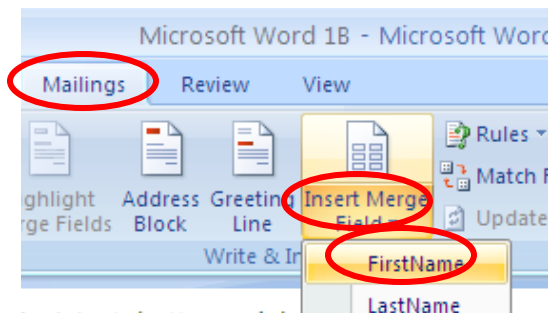 Microsoft Word 1B - Microsoft Word
Mailings Review View
Rules
Match F
Update
ghlight Address Greeting Insert Merge
rge Fields Block Line Field
Write & In
FirstName
LastName